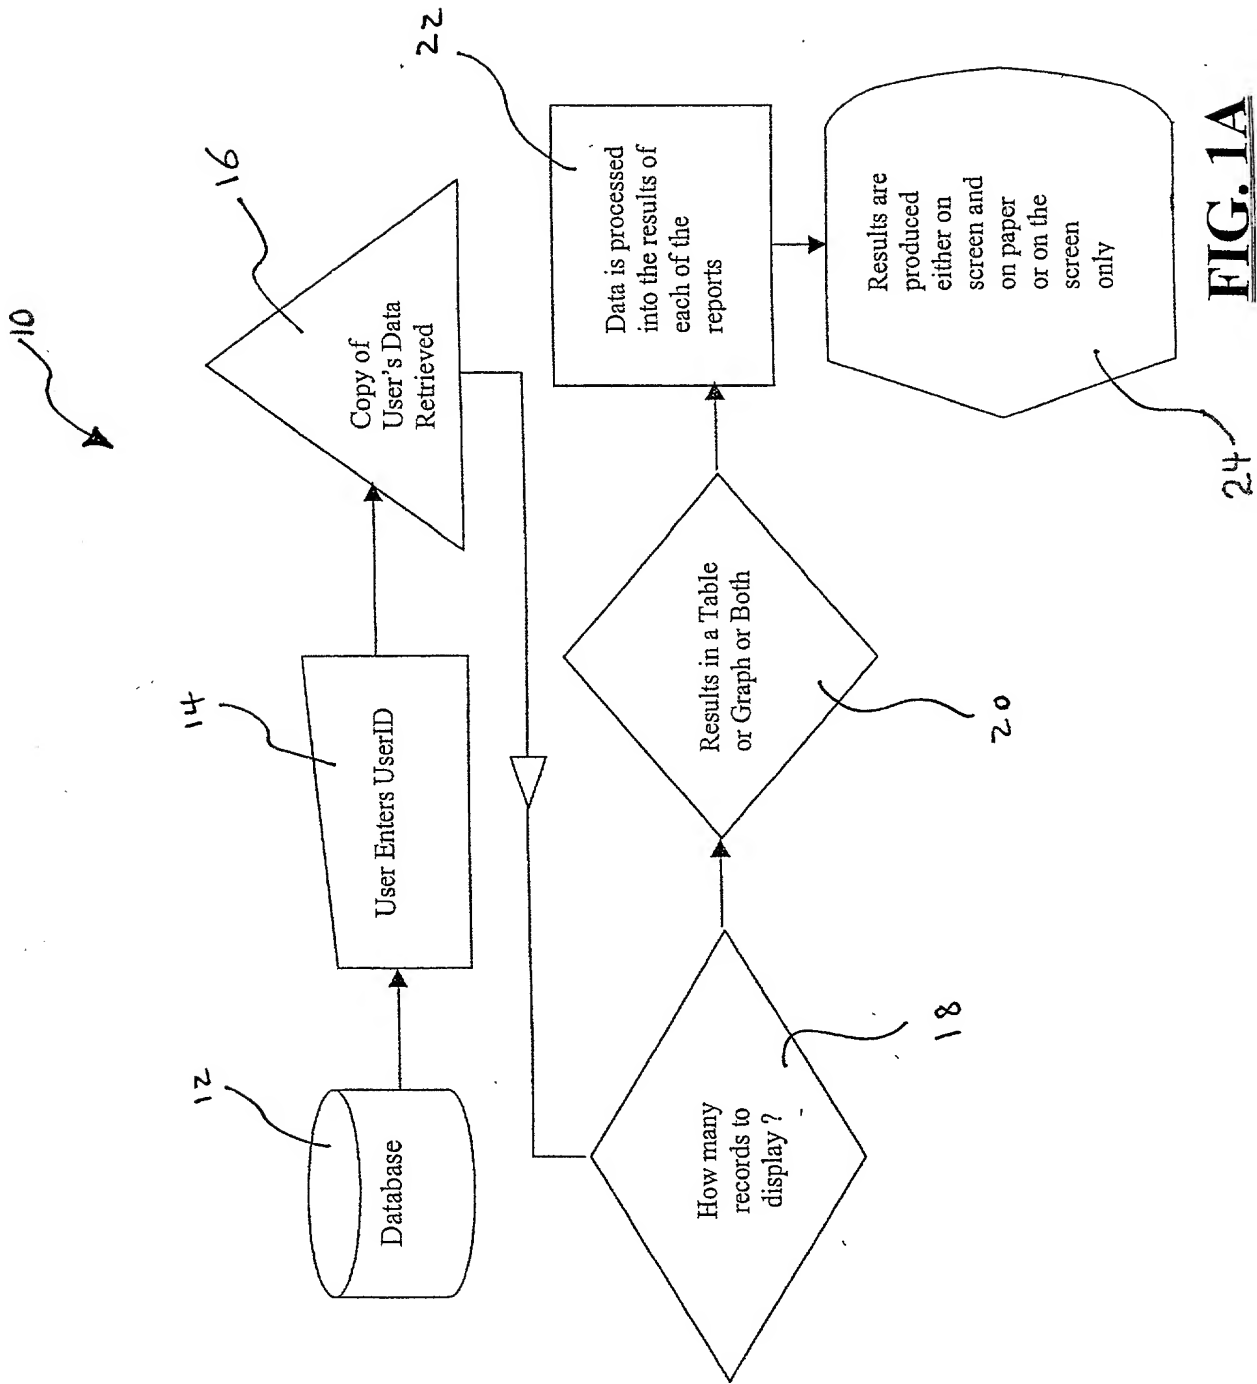 10
12
Database
14
User Enters UserID
16
Copy of
User's Data
Retrieved
18
How many
records to
display ?
20
Results in a Table
or Graph or Both
22
Data is processed
into the results of
each of the
reports
24
Results are
produced
either on
screen and
on paper
or on the
screen
only
FIG. 1A